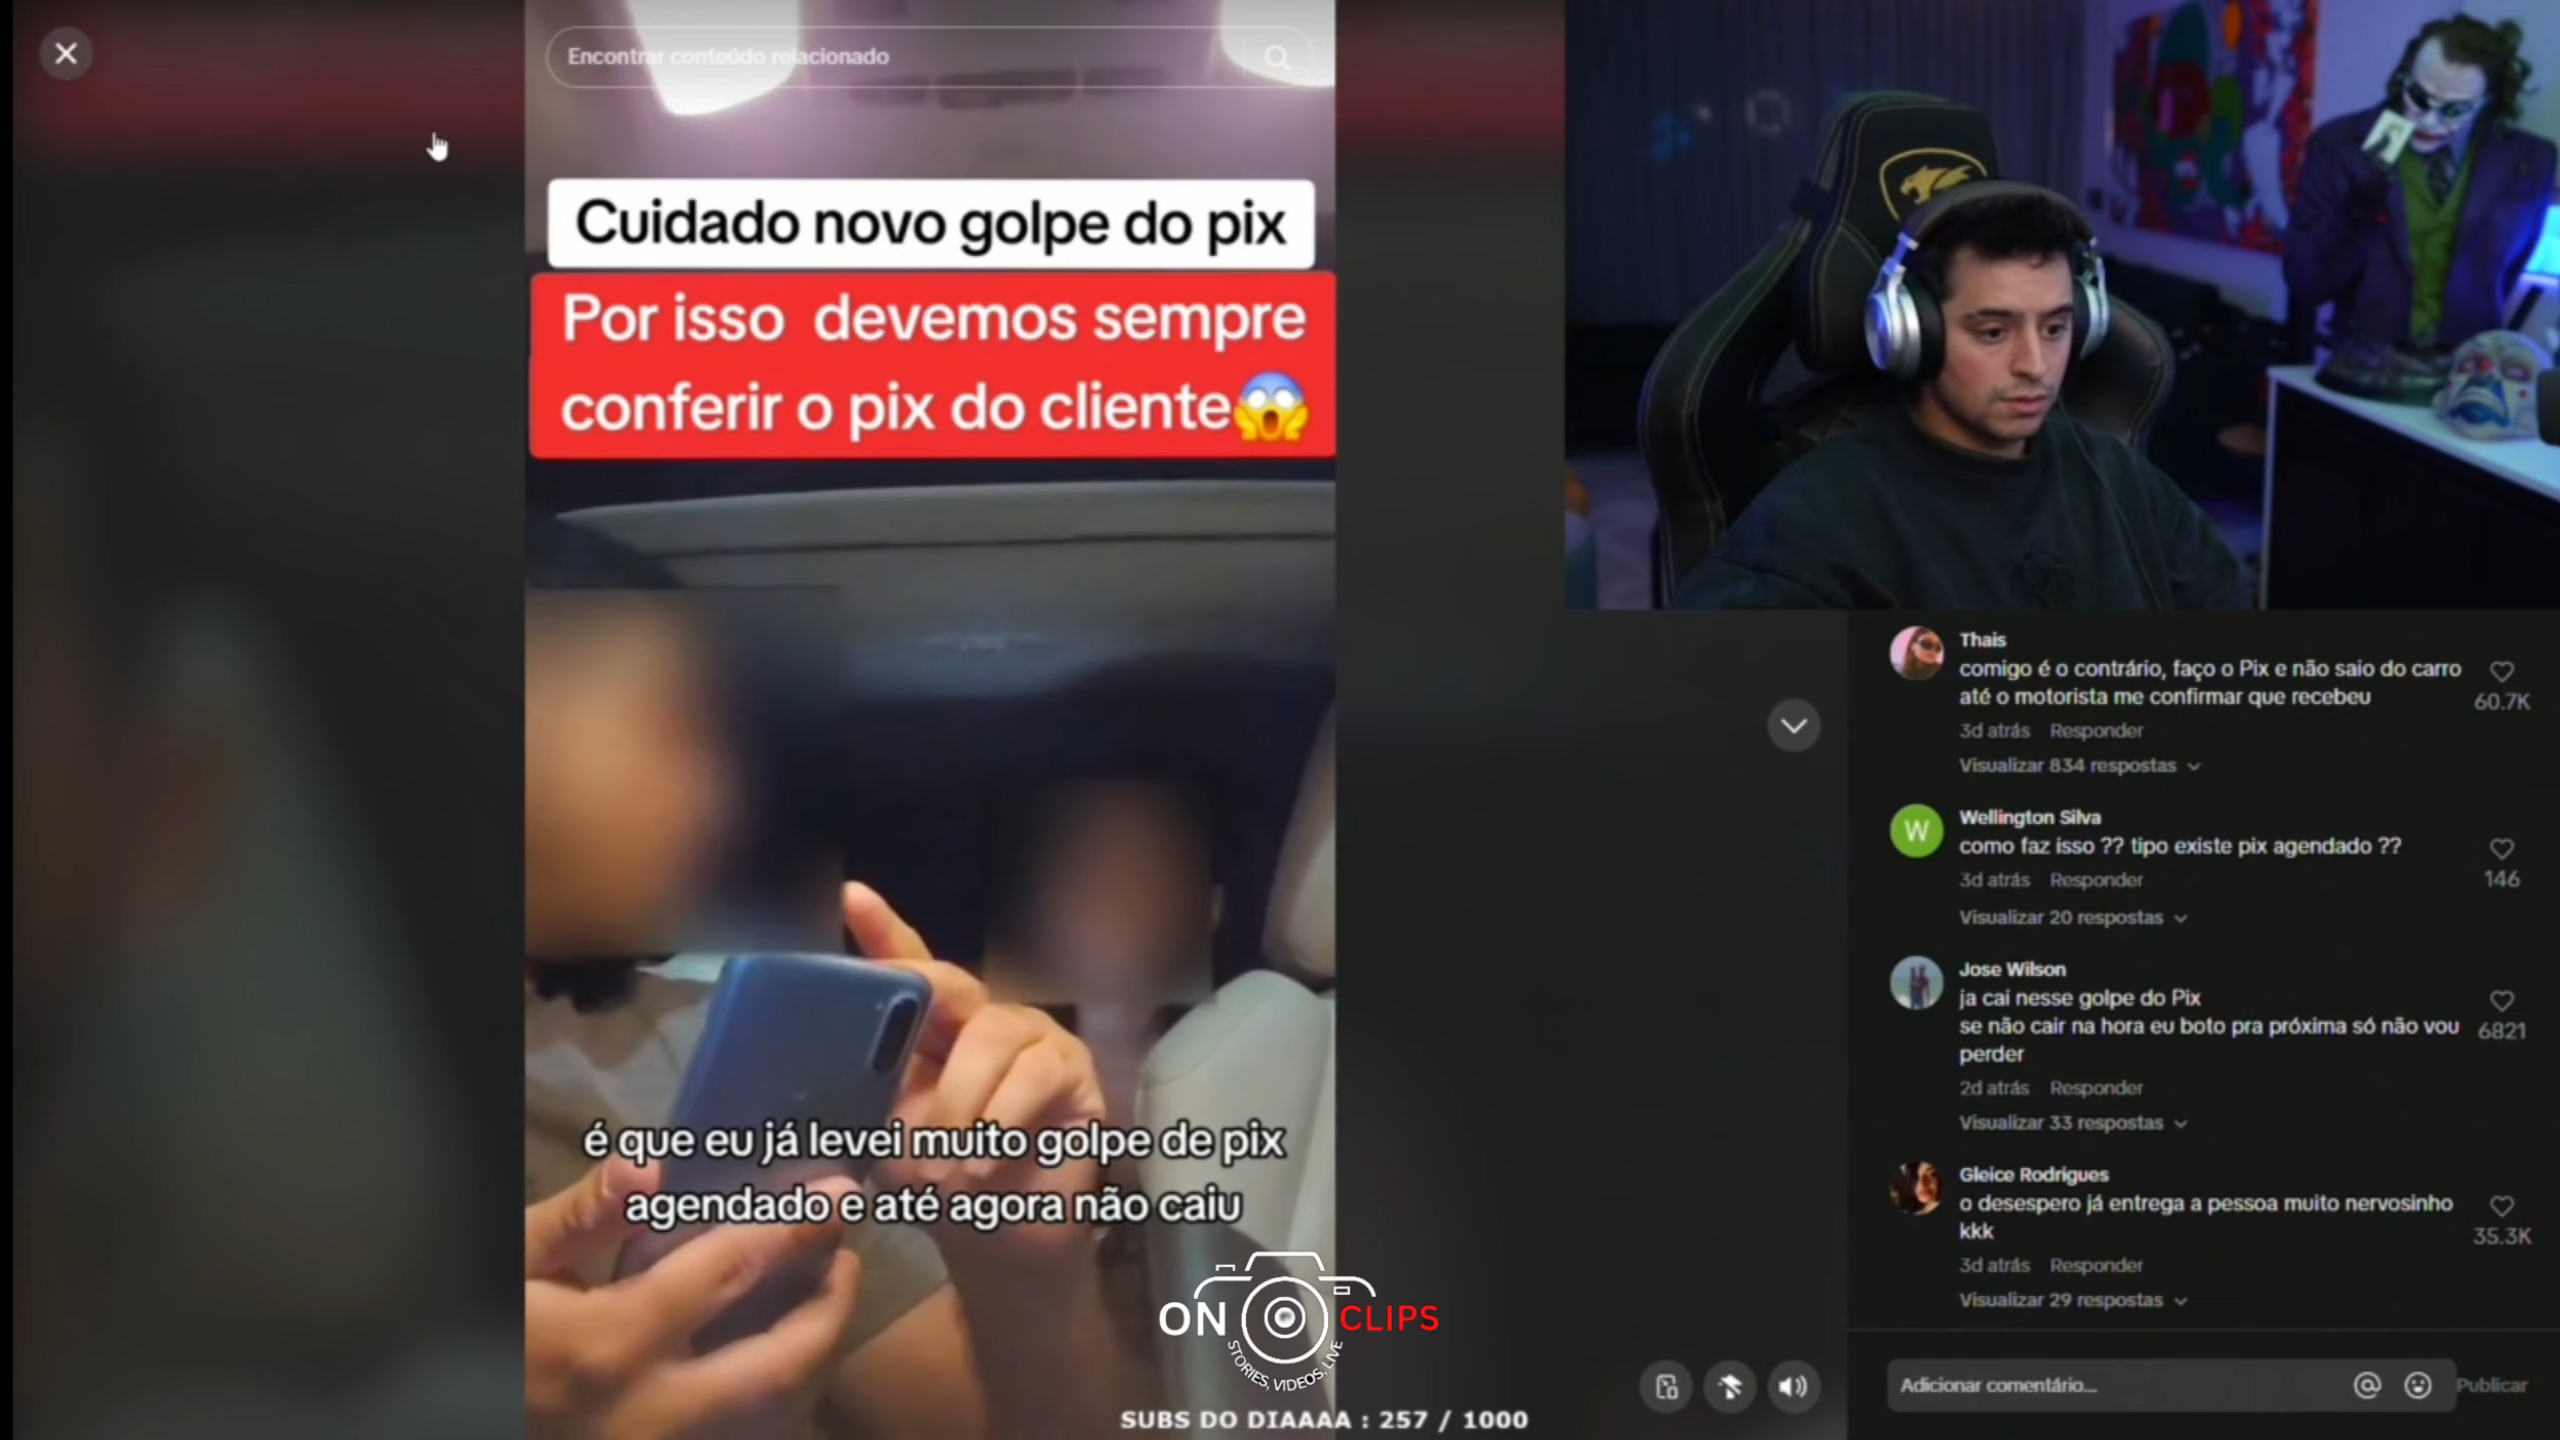 Encontrar conteúdo relacionado
Cuidado novo golpe do pix
Por isso devemos sempre
conferir o pix do cliente😱
é que eu já levei muito golpe de pix
agendado e até agora não caiu
ON CLIPS
STORIES, VIDEOS, LIVE
SUBS DO DIAAAA : 257 / 1000
Thais
comigo é o contrário, faço o Pix e não saio do carro
até o motorista me confirmar que recebeu
60.7K
3d atrás Responder
Visualizar 834 respostas
W
Wellington Silva
como faz isso ?? tipo existe pix agendado ??
146
3d atrás Responder
Visualizar 20 respostas
Jose Wilson
ja cai nesse golpe do Pix
se não cair na hora eu boto pra próxima só não vou
perder
6821
2d atrás Responder
Visualizar 33 respostas
Gleice Rodrigues
o desespero já entrega a pessoa muito nervosinho
kkk
35.3K
3d atrás Responder
Visualizar 29 respostas
Adicionar comentário...
Publicar